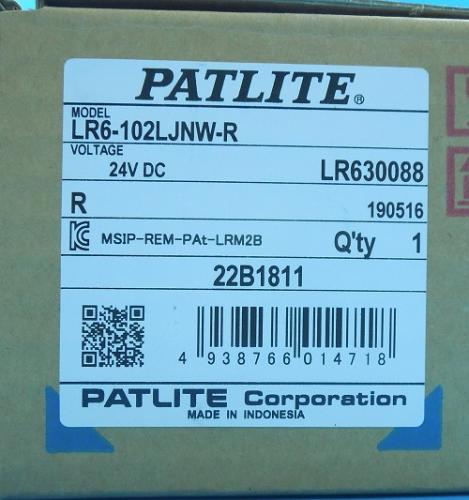 PATLITE®
MODEL
LR6-102LJNW-R
VOLTAGE
24V DC LR630088
R 190516
MSIP-REM-PAt-LRM2B Q'ty 1
22B1811
4 938766 014718
PATLITE Corporation
MADE IN INDONESIA